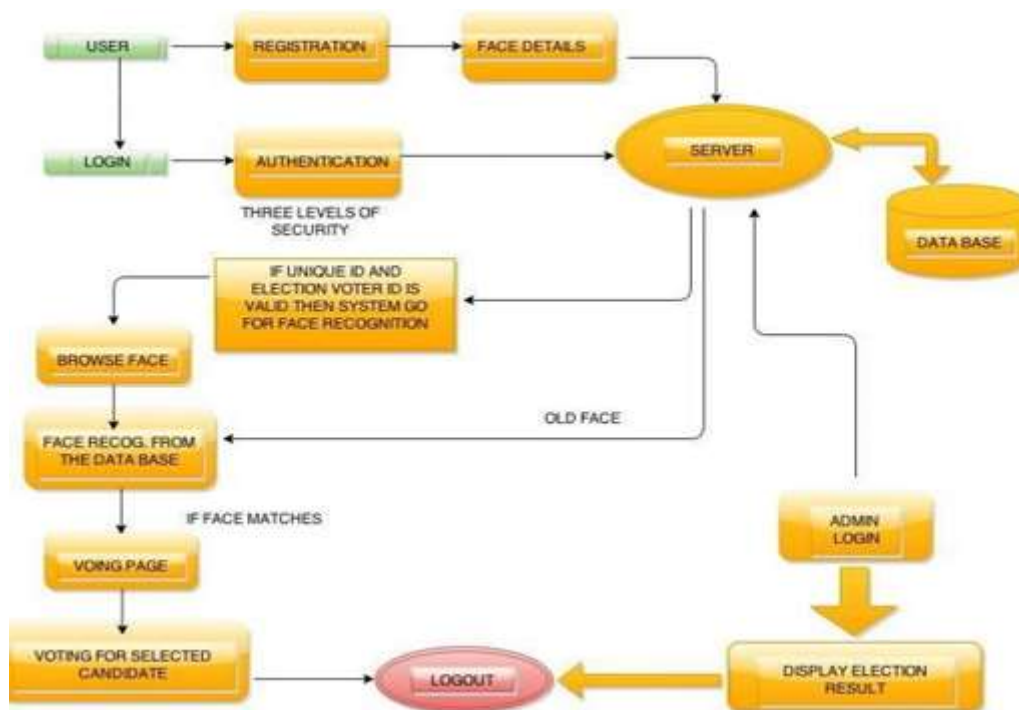 USER
REGISTRATION
FACE DETAILS
LOGIN
AUTHENTICATION
SERVER
THREE LEVELS OF
SECURITY
DATA BASE
IF UNIQUE ID AND
ELECTION VOTER ID IS
VALID THEN SYSTEM GO
FOR FACE RECOGNITION
BROWSE FACE
OLD FACE
FACE RECOG. FROM
THE DATA BASE
IF FACE MATCHES
ADMIN
LOGIN
VOING PAGE
VOTING FOR SELECTED
CANDIDATE
LOGOUT
DISPLAY ELECTION
RESULT